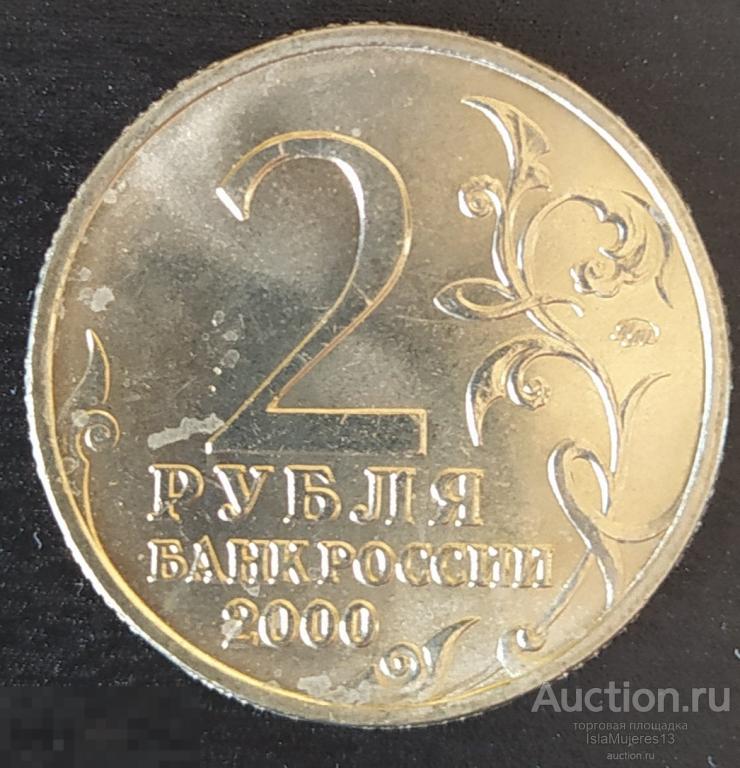 2
РУБЛЯ
БАНК РОССИИ
2000
Auction.ru
торговая площадка
IslaMujeres13
auction.ru